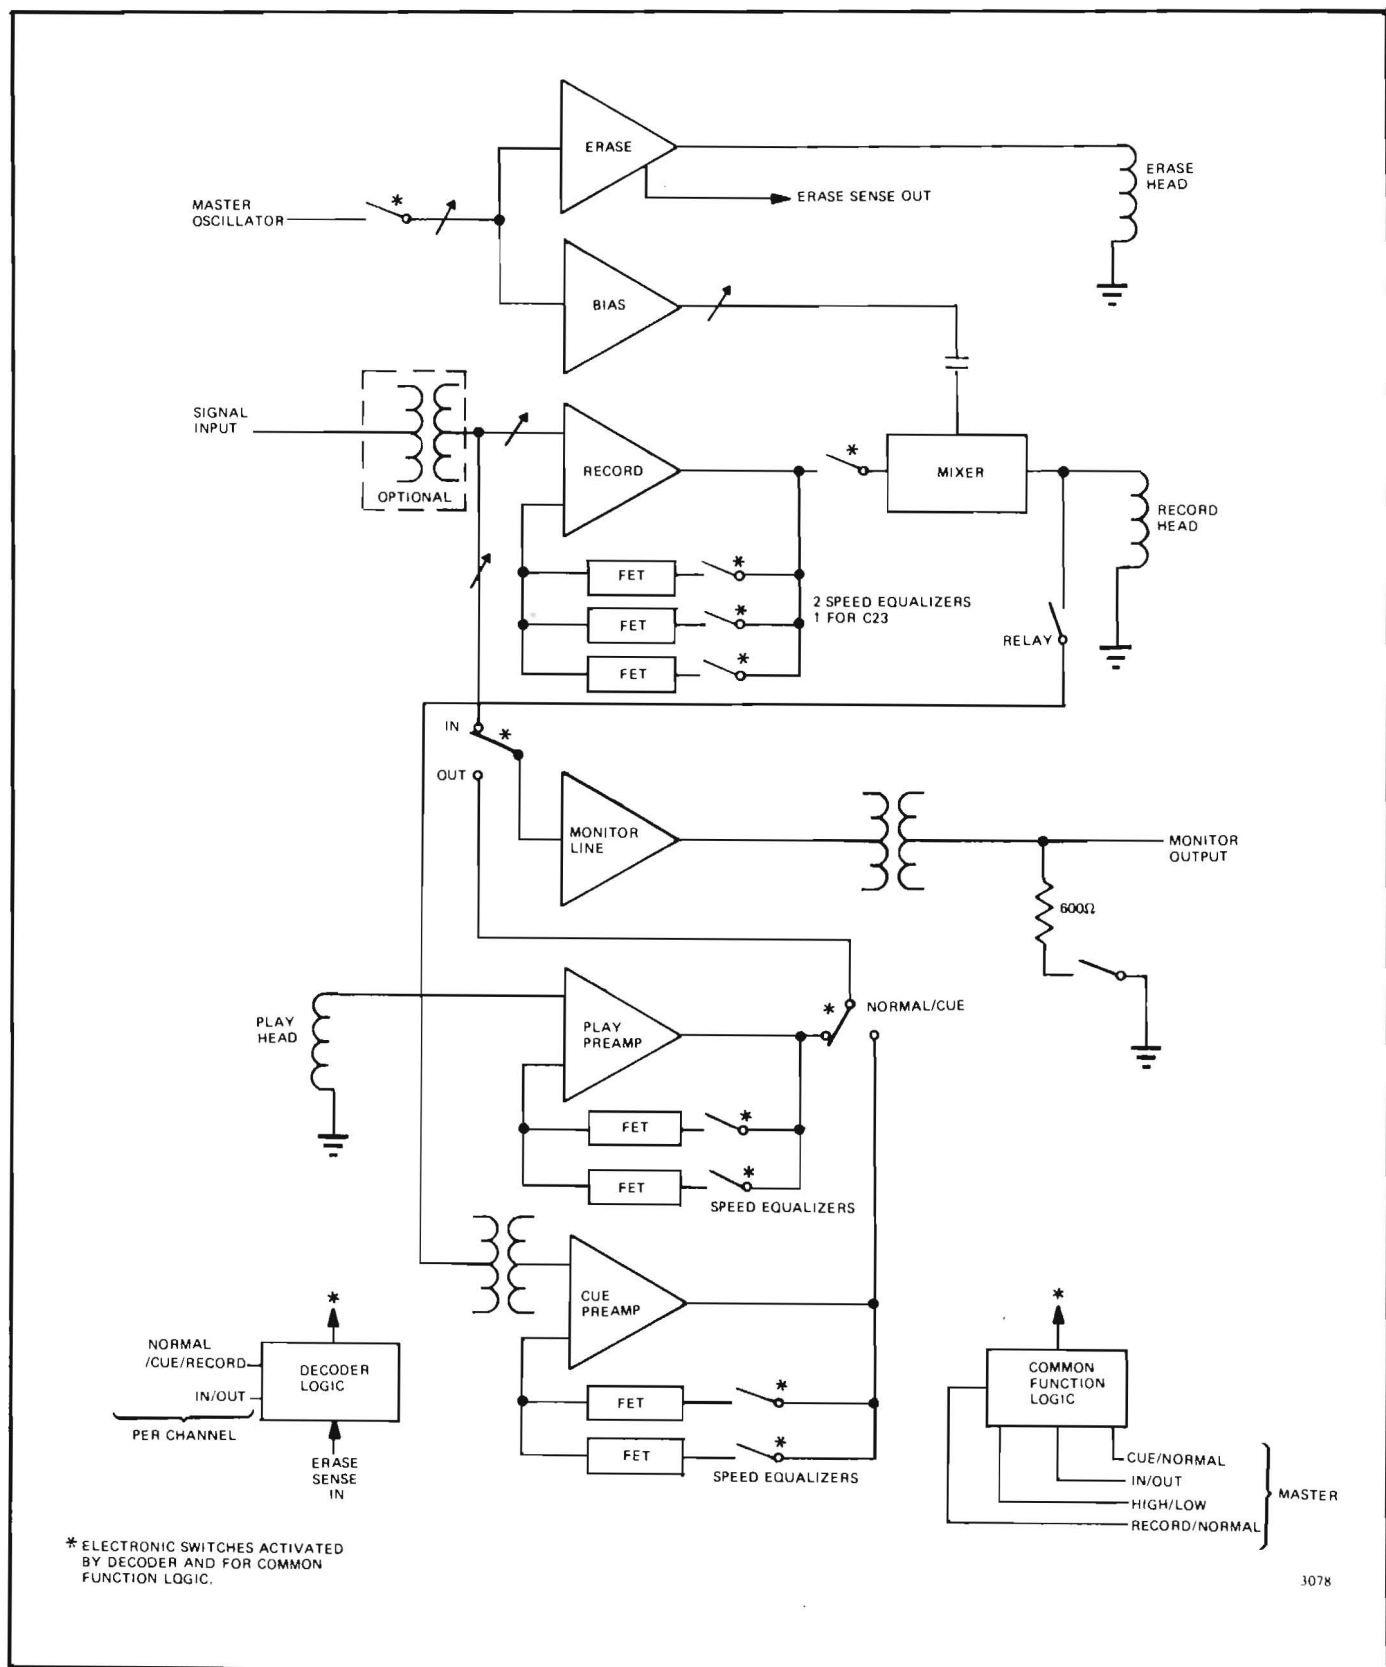 ERASE
ERASE
HEAD
ERASE SENSE OUT
MASTER
OSCILLATOR
*
BIAS
SIGNAL
INPUT
OPTIONAL
RECORD
*
MIXER
RECORD
HEAD
FET
*
2 SPEED EQUALIZERS
1 FOR C23
FET
*
FET
*
RELAY
IN
*
OUT
MONITOR
LINE
MONITOR
OUTPUT
600Ω
PLAY
HEAD
PLAY
PREAMP
*
NORMAL/CUE
FET
*
FET
*
SPEED EQUALIZERS
CUE
PREAMP
*
NORMAL
/CUE/RECORD
IN/OUT
PER CHANNEL
DECODER
LOGIC
ERASE
SENSE
IN
FET
*
FET
*
SPEED EQUALIZERS
*
COMMON
FUNCTION
LOGIC
CUE/NORMAL
IN/OUT
HIGH/LOW
RECORD/NORMAL
MASTER
* ELECTRONIC SWITCHES ACTIVATED
BY DECODER AND FOR COMMON
FUNCTION LOGIC.
3078